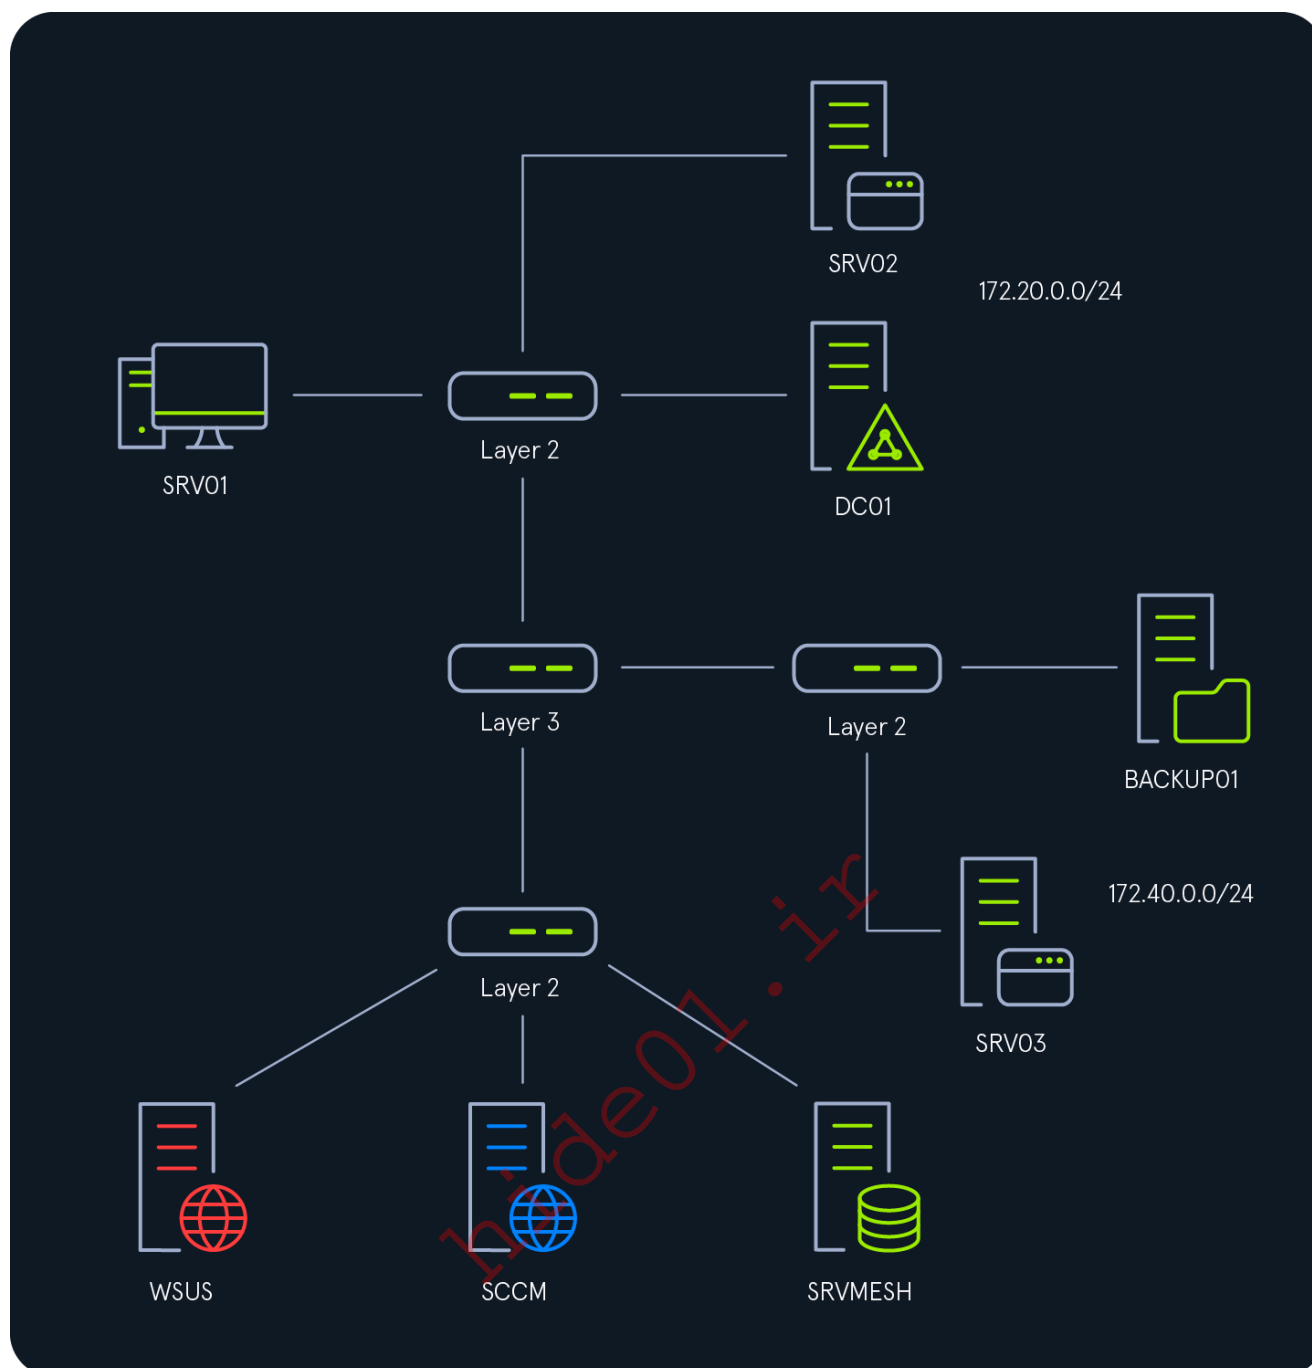 SRV02
172.20.0.0/24
SRV01
Layer 2
DC01
Layer 3
Layer 2
BACKUP01
172.40.0.0/24
Layer 2
SRV03
WSUS
SCCM
SRVMESH
hide01.ir